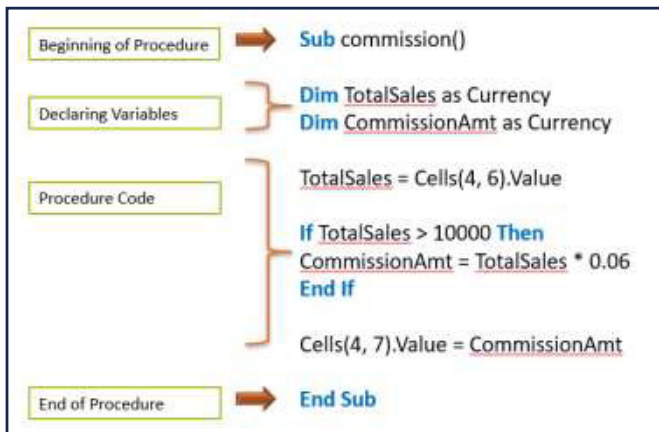 Beginning of Procedure
Sub commission()
Declaring Variables
Dim TotalSales as Currency
Dim CommissionAmt as Currency
Procedure Code
TotalSales = Cells(4, 6).Value
If TotalSales > 10000 Then
CommissionAmt = TotalSales * 0.06
End If
Cells(4, 7).Value = CommissionAmt
End of Procedure
End Sub